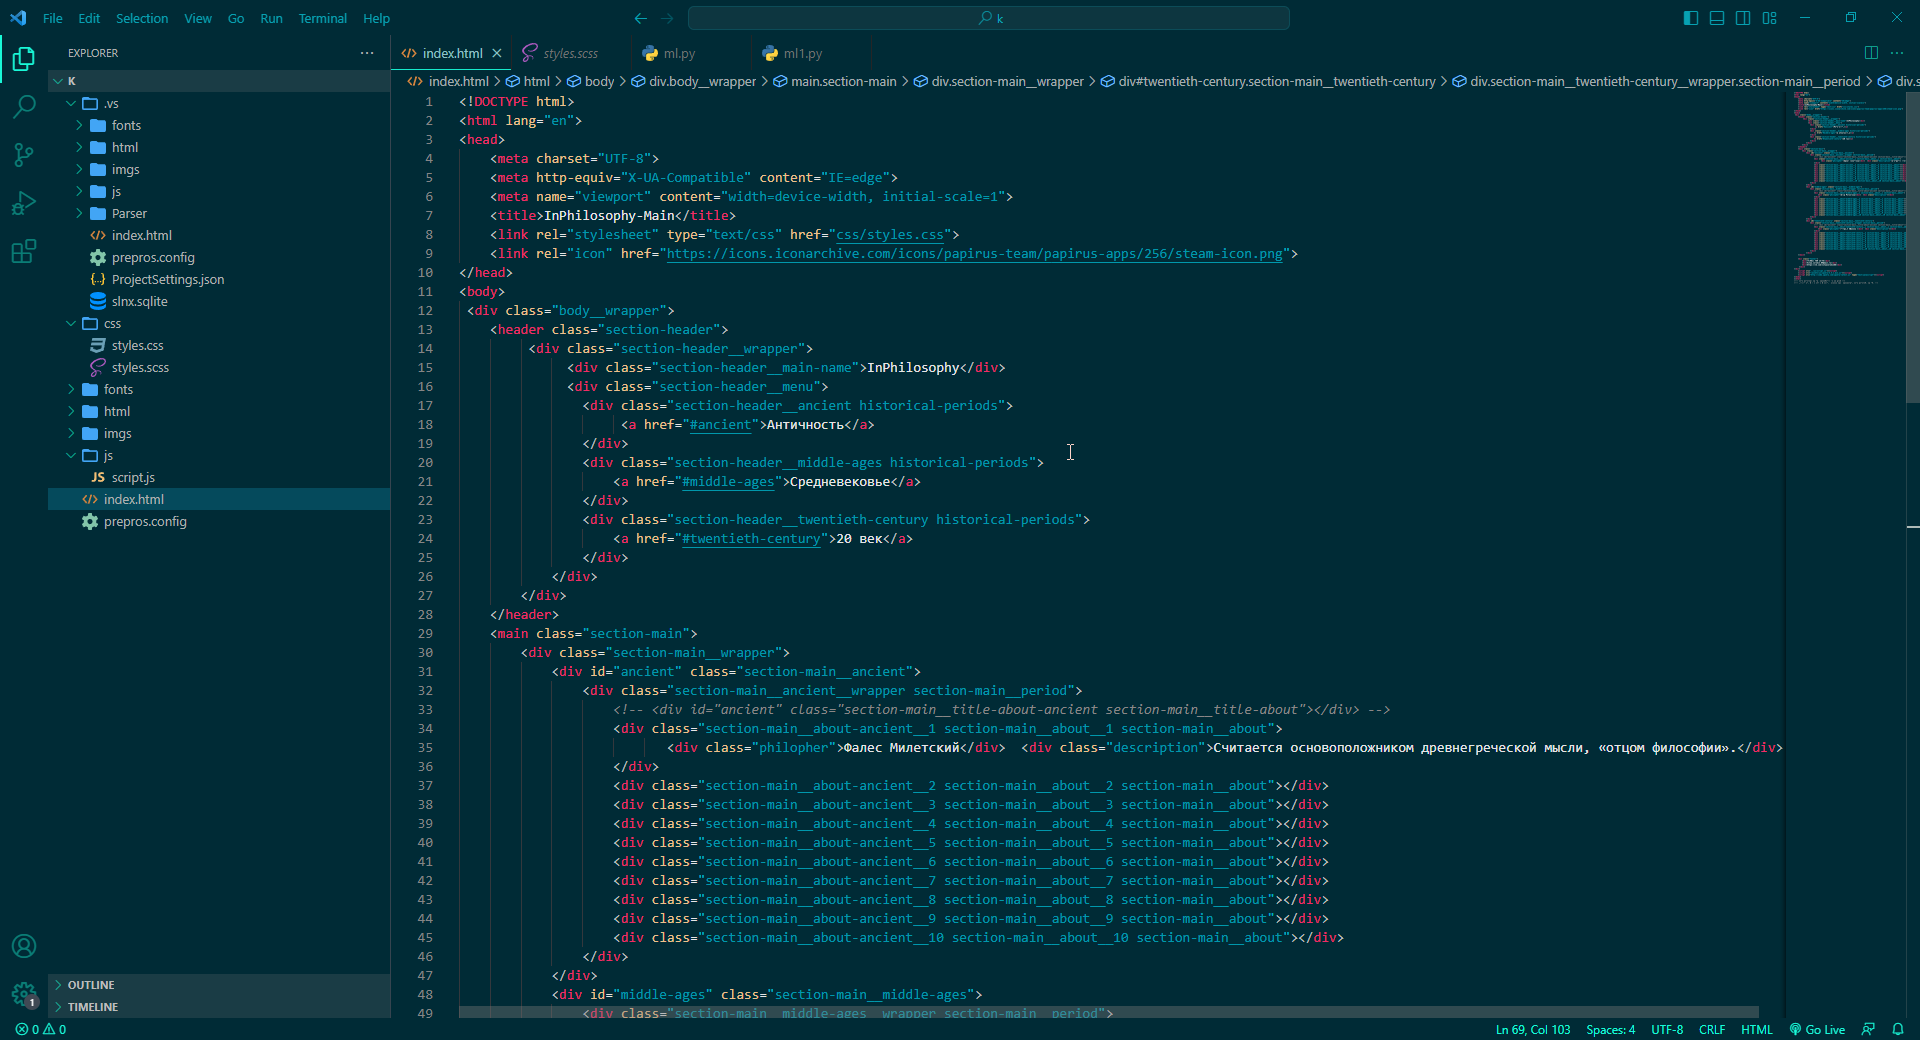 File Edit Selection View Go Run Terminal Help
k
EXPLORER
index.html styles.scss ml.py ml1.py
index.html > html > body > div.body__wrapper > main.section-main > div.section-main__wrapper > div#twentieth-century.section-main__twentieth-century > div.section-main__twentieth-century__wrapper.section-main__period > div.s
K
.vs
fonts
html
imgs
js
Parser
index.html
prepros.config
ProjectSettings.json
slnx.sqlite
css
styles.css
styles.scss
fonts
html
imgs
js
script.js
index.html
prepros.config
OUTLINE
TIMELINE
1 <!DOCTYPE html>
2 <html lang="en">
3 <head>
4 <meta charset="UTF-8">
5 <meta http-equiv="X-UA-Compatible" content="IE=edge">
6 <meta name="viewport" content="width=device-width, initial-scale=1">
7 <title>InPhilosophy-Main</title>
8 <link rel="stylesheet" type="text/css" href="css/styles.css">
9 <link rel="icon" href="https://icons.iconarchive.com/icons/papirus-team/papirus-apps/256/steam-icon.png">
10 </head>
11 <body>
12 <div class="body__wrapper">
13 <header class="section-header">
14 <div class="section-header__wrapper">
15 <div class="section-header__main-name">InPhilosophy</div>
16 <div class="section-header__menu">
17 <div class="section-header__ancient historical-periods">
18 <a href="#ancient">Античность</a>
19 </div>
20 <div class="section-header__middle-ages historical-periods">
21 <a href="#middle-ages">Средневековье</a>
22 </div>
23 <div class="section-header__twentieth-century historical-periods">
24 <a href="#twentieth-century">20 век</a>
25 </div>
26 </div>
27 </div>
28 </header>
29 <main class="section-main">
30 <div class="section-main__wrapper">
31 <div id="ancient" class="section-main__ancient">
32 <div class="section-main__ancient__wrapper section-main__period">
33 <!-- <div id="ancient" class="section-main__title-about-ancient section-main__title-about"></div> -->
34 <div class="section-main__about-ancient__1 section-main__about__1 section-main__about">
35 <div class="philopher">Фалес Милетский</div> <div class="description">Считается основоположником древнегреческой мысли, «отцом философии».</div>
36 </div>
37 <div class="section-main__about-ancient__2 section-main__about__2 section-main__about"></div>
38 <div class="section-main__about-ancient__3 section-main__about__3 section-main__about"></div>
39 <div class="section-main__about-ancient__4 section-main__about__4 section-main__about"></div>
40 <div class="section-main__about-ancient__5 section-main__about__5 section-main__about"></div>
41 <div class="section-main__about-ancient__6 section-main__about__6 section-main__about"></div>
42 <div class="section-main__about-ancient__7 section-main__about__7 section-main__about"></div>
43 <div class="section-main__about-ancient__8 section-main__about__8 section-main__about"></div>
44 <div class="section-main__about-ancient__9 section-main__about__9 section-main__about"></div>
45 <div class="section-main__about-ancient__10 section-main__about__10 section-main__about"></div>
46 </div>
47 </div>
48 <div id="middle-ages" class="section-main__middle-ages">
49 <div class="section-main__middle-ages__wrapper section-main__period">
1
0 0 Ln 69, Col 103 Spaces: 4 UTF-8 CRLF HTML Go Live